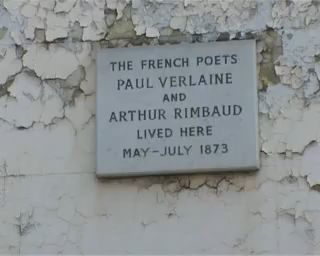 THE FRENCH POETS
PAUL VERLAINE
AND
ARTHUR RIMBAUD
LIVED HERE
MAY-JULY 1873